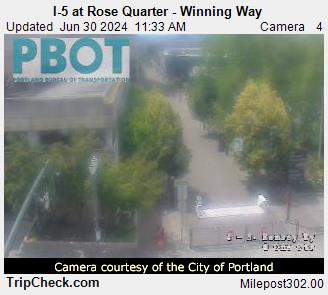 I-5 at Rose Quarter - Winning Way
Updated Jun 30 2024 11:33 AM Camera 4
PBOT
PORTLAND BUREAU OF TRANSPORTATION
Camera courtesy of the City of Portland
TripCheck.com Milepost302.00